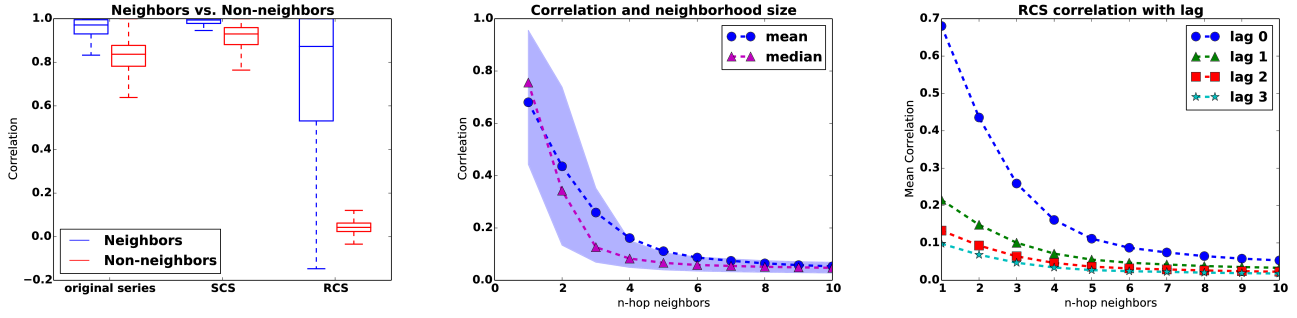 Neighbors vs. Non-neighbors
1.0
0.8
0.6
0.4
0.2
0.0
−0.2
Correlation
Neighbors
Non-neighbors
original series SCS RCS
Correlation and neighborhood size
1.0
0.8
0.6
0.4
0.2
0.0
Corrleation
mean
median
0 2 4 6 8 10
n-hop neighbors
RCS correlation with lag
0.7
0.6
0.5
0.4
0.3
0.2
0.1
0.0
Mean Correlation
lag 0
lag 1
lag 2
lag 3
1 2 3 4 5 6 7 8 9 10
n-hop neighbors